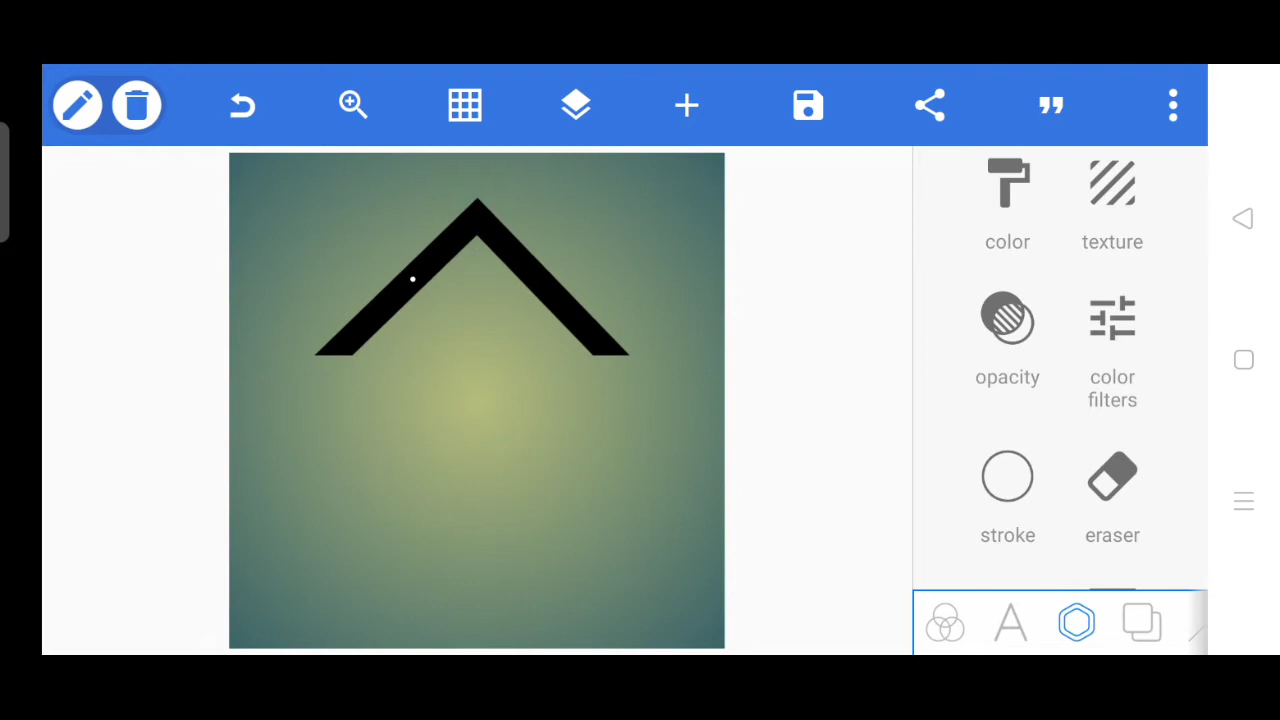 color texture
opacity color
filters
stroke eraser